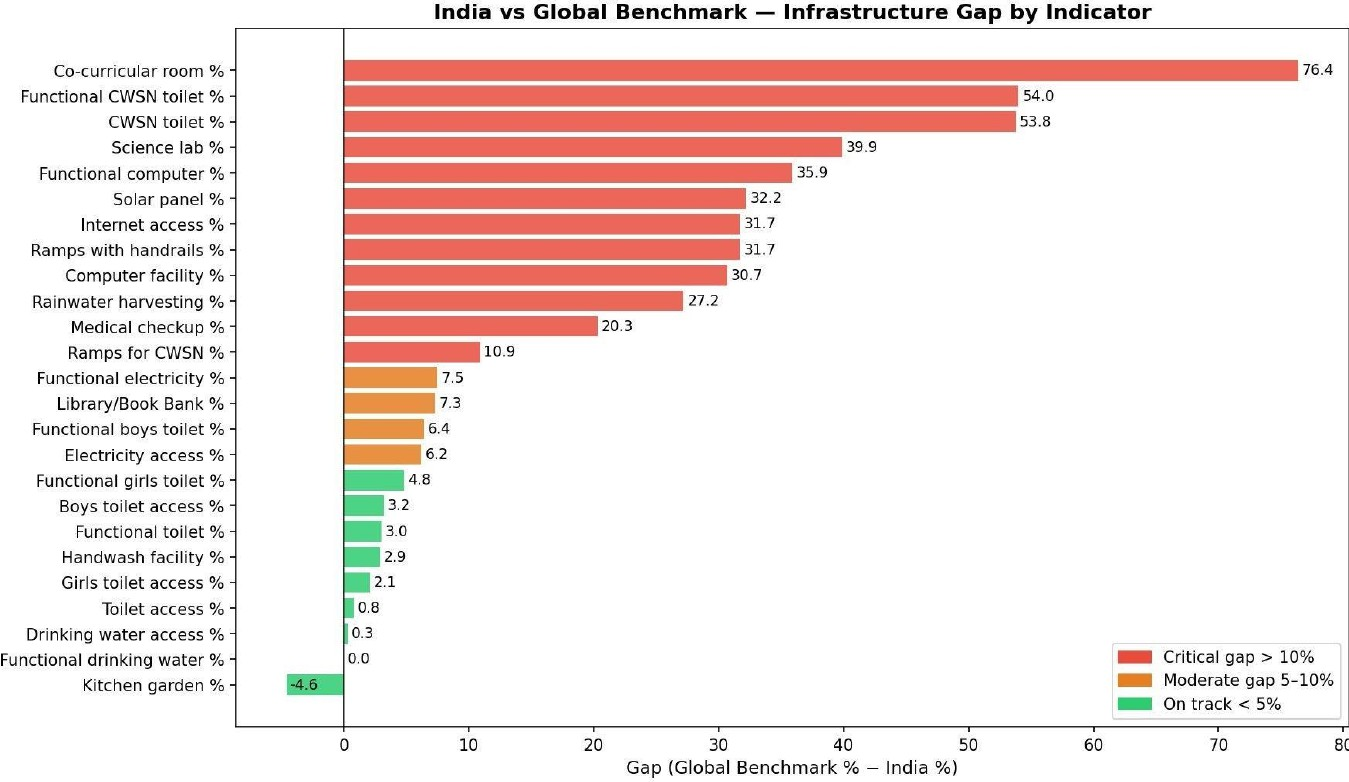 India vs Global Benchmark — Infrastructure Gap by Indicator
Co-curricular room % 76.4
Functional CWSN toilet % 54.0
CWSN toilet % 53.8
Science lab % 39.9
Functional computer % 35.9
Solar panel % 32.2
Internet access % 31.7
Ramps with handrails % 31.7
Computer facility % 30.7
Rainwater harvesting % 27.2
Medical checkup % 20.3
Ramps for CWSN % 10.9
Functional electricity % 7.5
Library/Book Bank % 7.3
Functional boys toilet % 6.4
Electricity access % 6.2
Functional girls toilet % 4.8
Boys toilet access % 3.2
Functional toilet % 3.0
Handwash facility % 2.9
Girls toilet access % 2.1
Toilet access % 0.8
Drinking water access % 0.3
Functional drinking water % 0.0
Kitchen garden % -4.6
Critical gap > 10%
Moderate gap 5–10%
On track < 5%
0 10 20 30 40 50 60 70 80
Gap (Global Benchmark % − India %)